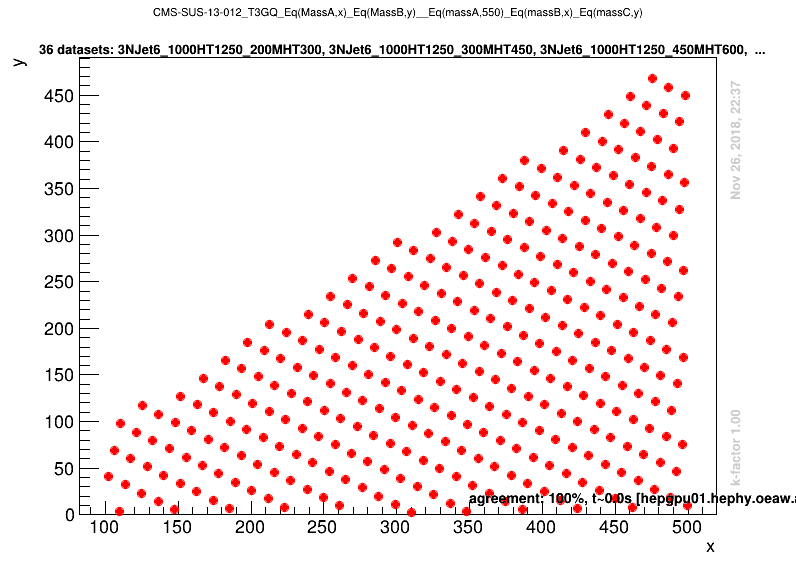 CMS-SUS-13-012_T3GQ_Eq(MassA,x)_Eq(MassB,y)__Eq(massA,550)_Eq(massB,x)_Eq(massC,y)
36 datasets: 3NJet6_1000HT1250_200MHT300, 3NJet6_1000HT1250_300MHT450, 3NJet6_1000HT1250_450MHT600, ...
y
450
400
350
300
250
200
150
100
50
0
Nov 26, 2018, 22:37
k-factor 1.00
agreement: 100%, t~0.0s [hepgpu01.hephy.oeaw.a
100 150 200 250 300 350 400 450 500
x